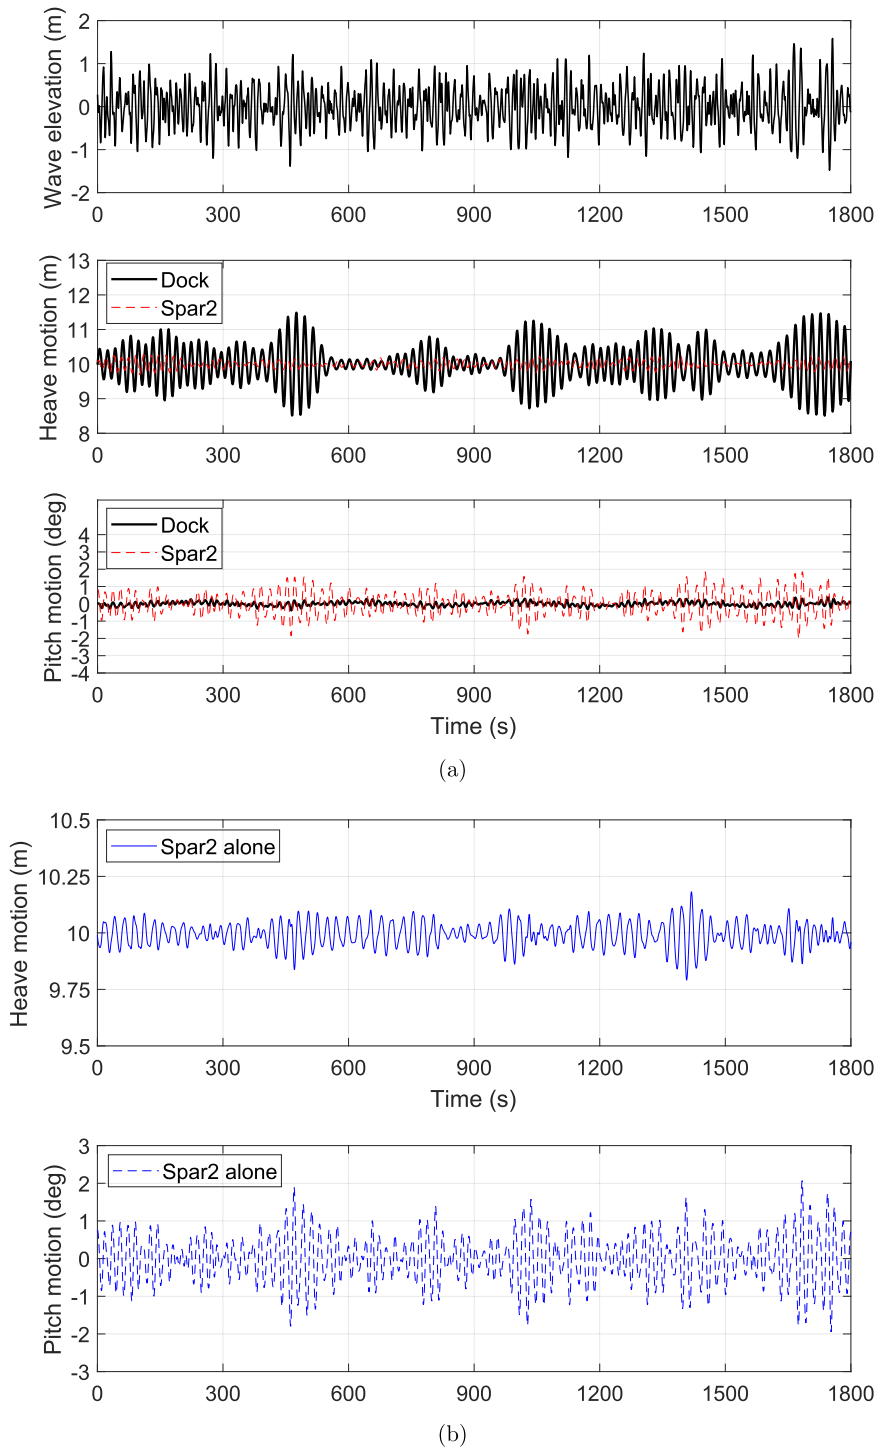 Wave elevation (m)
2
1
0
-1
-2
0 300 600 900 1200 1500 1800
Heave motion (m)
13
12
11
10
9
8
Dock
Spar2
0 300 600 900 1200 1500 1800
Pitch motion (deg)
4
3
2
1
0
-1
-2
-3
-4
Dock
Spar2
0 300 600 900 1200 1500 1800
Time (s)
(a)
Heave motion (m)
10.5
10.25
10
9.75
9.5
Spar2 alone
0 300 600 900 1200 1500 1800
Time (s)
Pitch motion (deg)
3
2
1
0
-1
-2
-3
Spar2 alone
0 300 600 900 1200 1500 1800
(b)